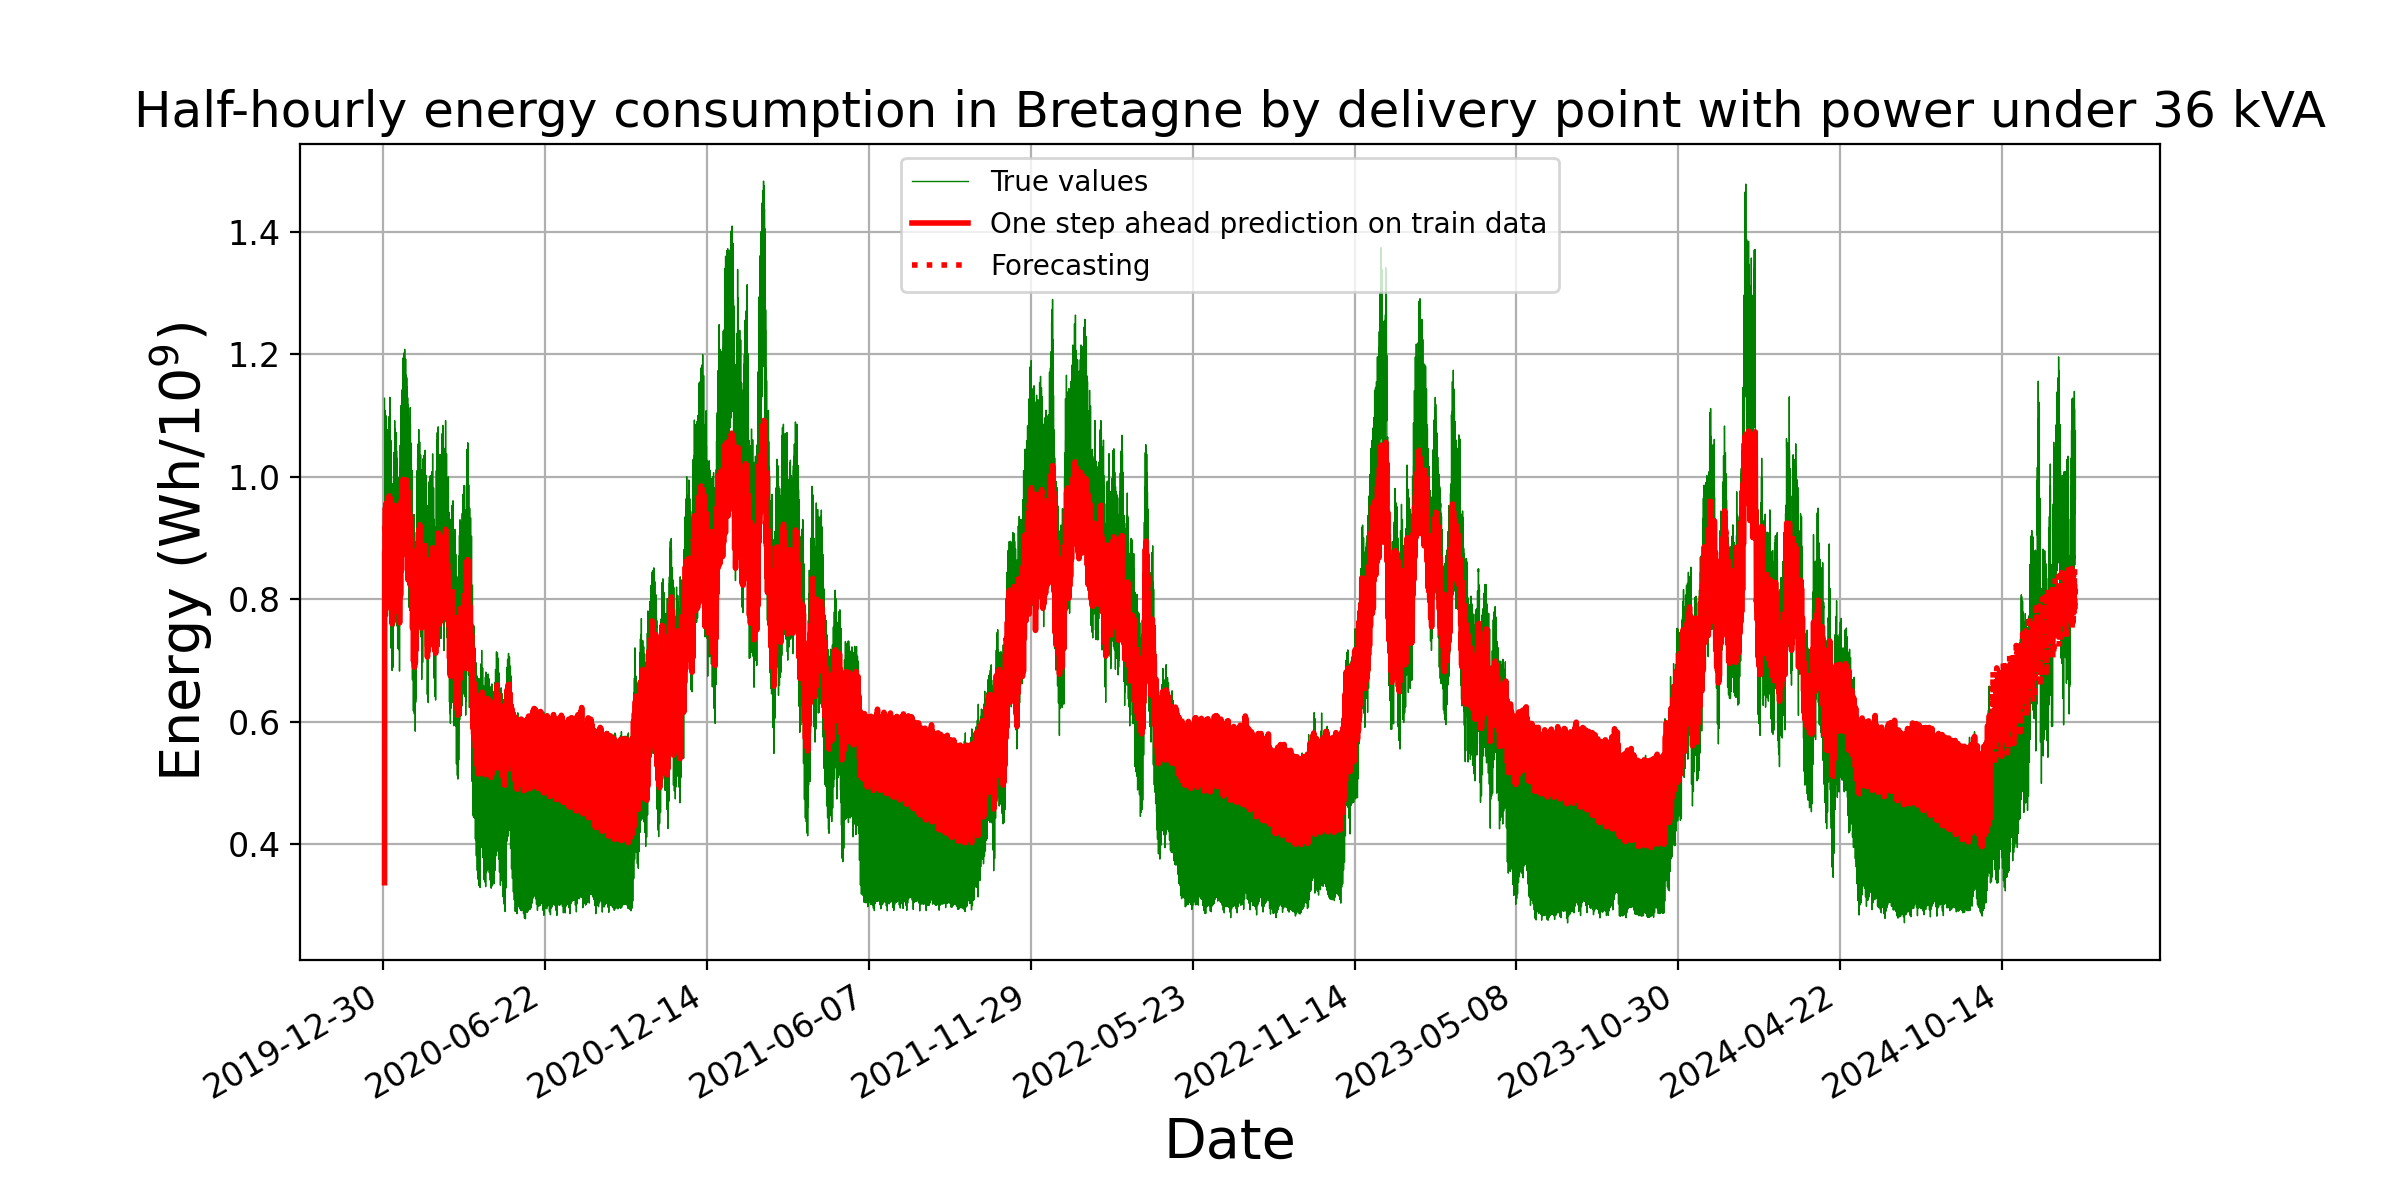 Half-hourly energy consumption in Bretagne by delivery point with power under 36 kVA
True values
One step ahead prediction on train data
Forecasting
Energy (Wh/10⁹)
1.4
1.2
1.0
0.8
0.6
0.4
2019-12-30
2020-06-22
2020-12-14
2021-06-07
2021-11-29
2022-05-23
2022-11-14
2023-05-08
2023-10-30
2024-04-22
2024-10-14
Date